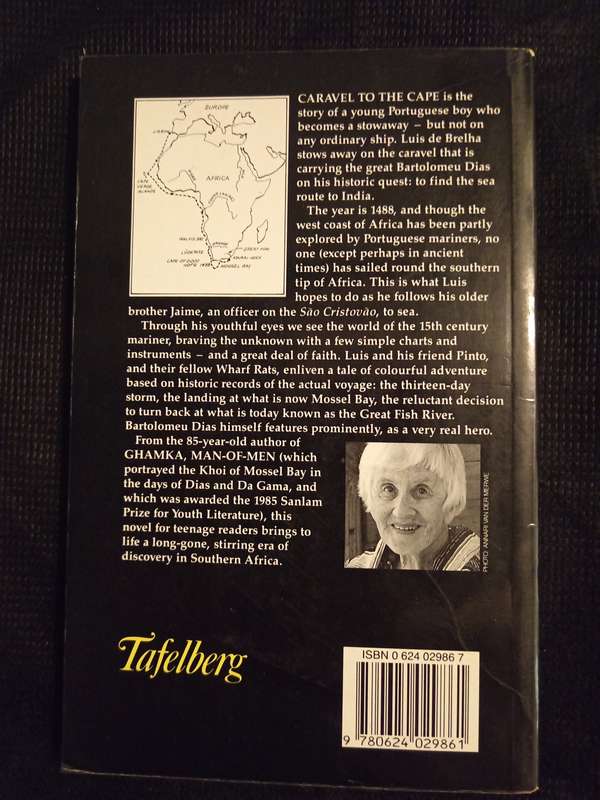 EUROPE
LISBON
AFRICA
CAPE
VERDE
ISLANDS
WALVIS BAY
ORANGE
LÜDERITZ
GREAT FISH
CAPE OF GOOD
HOPE 1488
KWAAIHOEK
MOSSEL BAY
CARAVEL TO THE CAPE is the
story of a young Portuguese boy who
becomes a stowaway – but not on
any ordinary ship. Luis de Brelha
stows away on the caravel that is
carrying the great Bartolomeu Dias
on his historic quest: to find the sea
route to India.
The year is 1488, and though the
west coast of Africa has been partly
explored by Portuguese mariners, no
one (except perhaps in ancient
times) has sailed round the southern
tip of Africa. This is what Luis
hopes to do as he follows his older
brother Jaime, an officer on the São Cristovão, to sea.
Through his youthful eyes we see the world of the 15th century
mariner, braving the unknown with a few simple charts and
instruments – and a great deal of faith. Luis and his friend Pinto,
and their fellow Wharf Rats, enliven a tale of colourful adventure
based on historic records of the actual voyage: the thirteen-day
storm, the landing at what is now Mossel Bay, the reluctant decision
to turn back at what is today known as the Great Fish River.
Bartolomeu Dias himself features prominently, as a very real hero.
From the 85-year-old author of
GHAMKA, MAN-OF-MEN (which
portrayed the Khoi of Mossel Bay in
the days of Dias and Da Gama, and
which was awarded the 1985 Sanlam
Prize for Youth Literature), this
novel for teenage readers brings to
life a long-gone, stirring era of
discovery in Southern Africa.
PHOTO: ANNARI VAN DER MERWE
Tafelberg
ISBN 0 624 02986 7
9 780624 029861